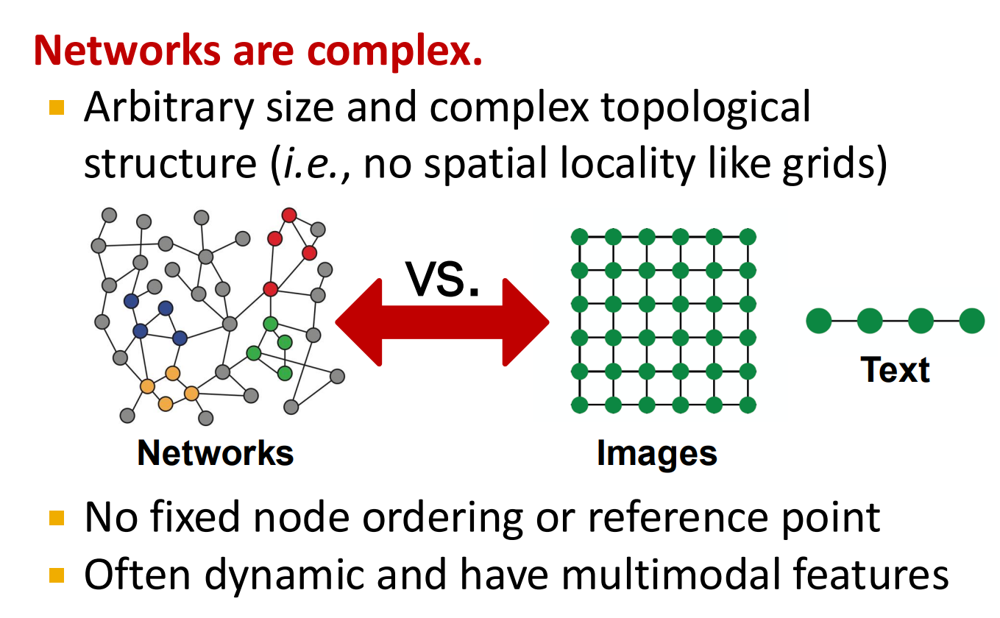 Networks are complex.
Arbitrary size and complex topological
structure (i.e., no spatial locality like grids)
vs.
Text
Networks
Images
No fixed node ordering or reference point
Often dynamic and have multimodal features